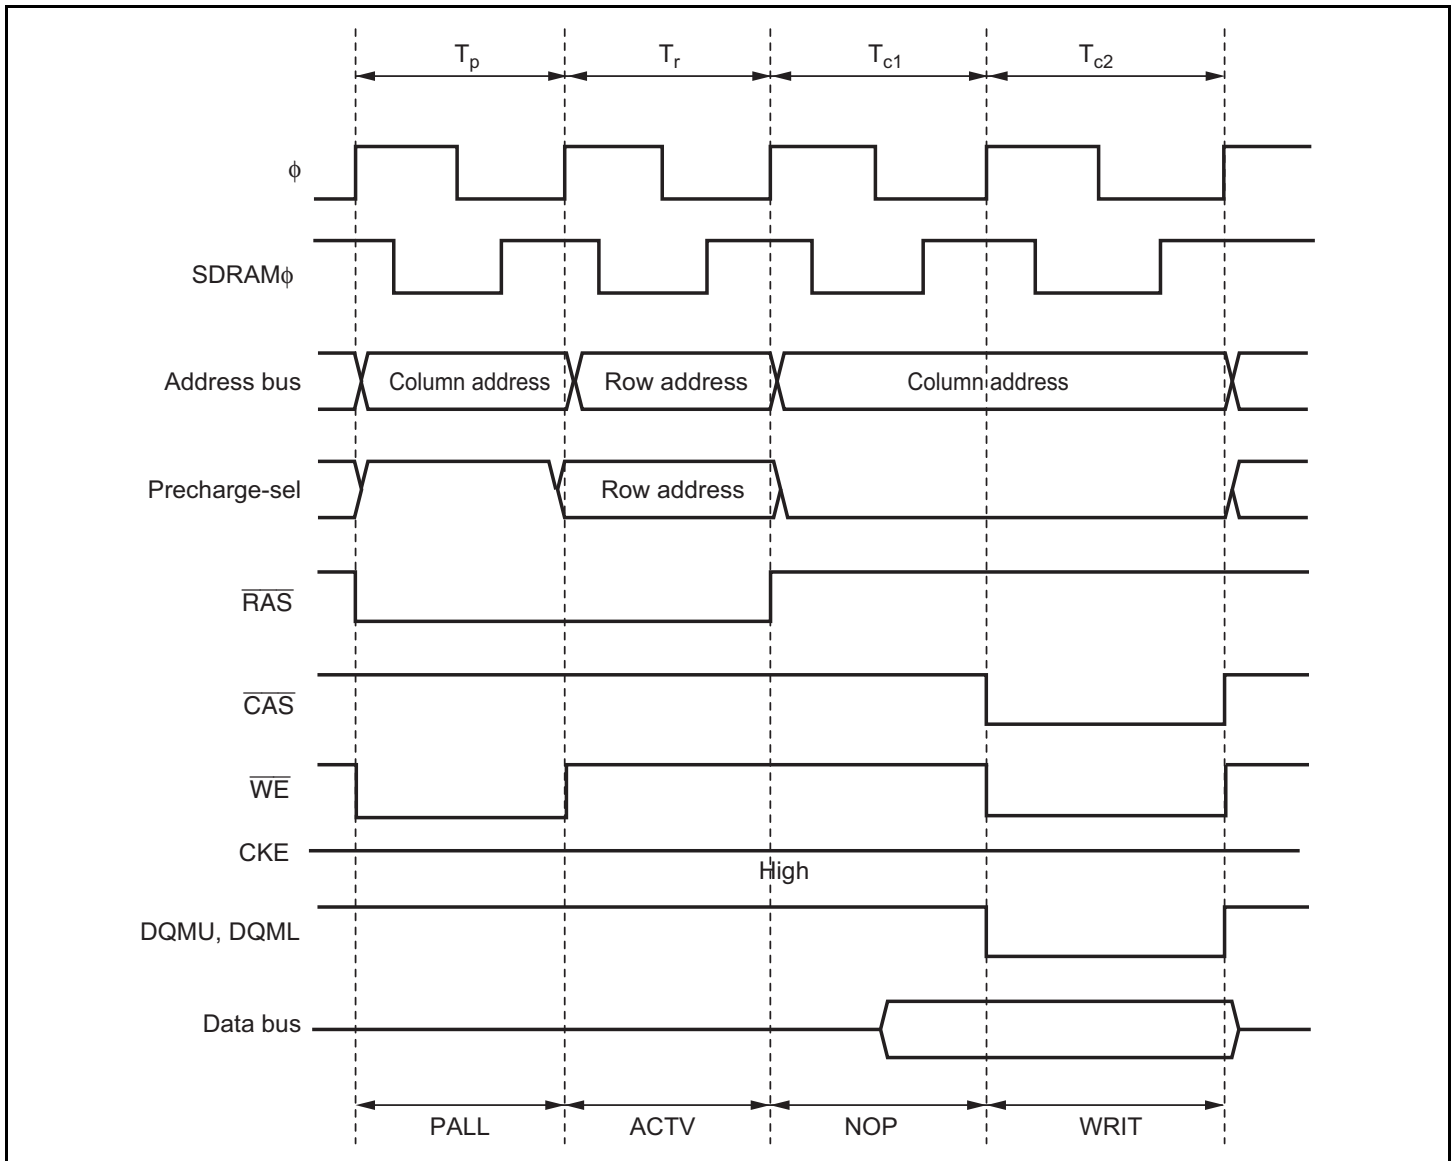 Tp Tr Tc1 Tc2
ϕ
SDRAMϕ
Address bus Column address Row address Column address
Precharge-sel Row address
RAS
CAS
WE
CKE
High
DQMU, DQML
Data bus
PALL ACTV NOP WRIT